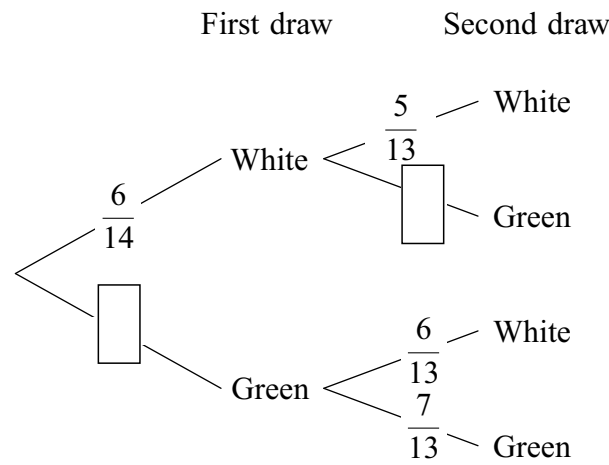 First draw Second draw
White
5/13
White
6/14
Green
White
6/13
Green
7/13
Green